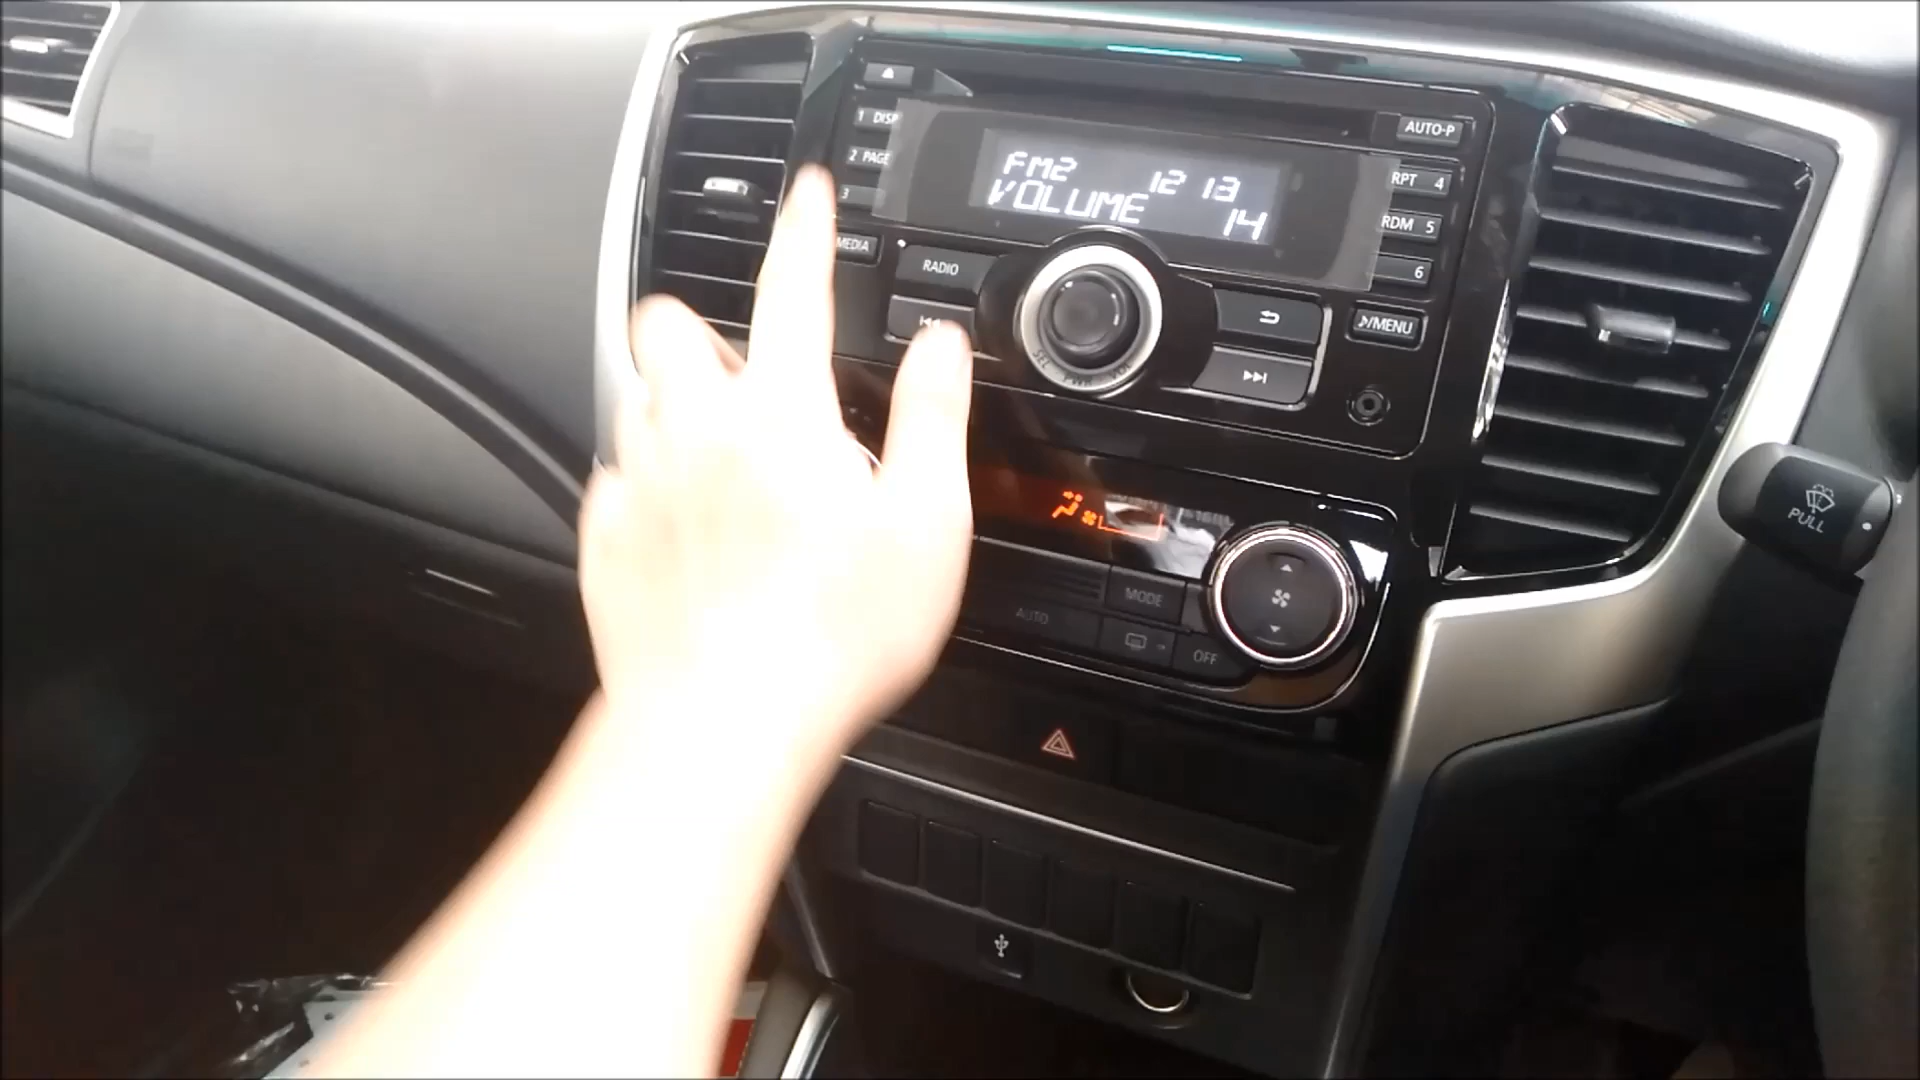 1 DISP
AUTO-P
2 PAGE
FM2 12 13
RPT 4
3
VOLUME 14
RDM 5
MEDIA
RADIO
6
♪/MENU
SEL PWR VOL
PULL
MODE
AUTO
OFF